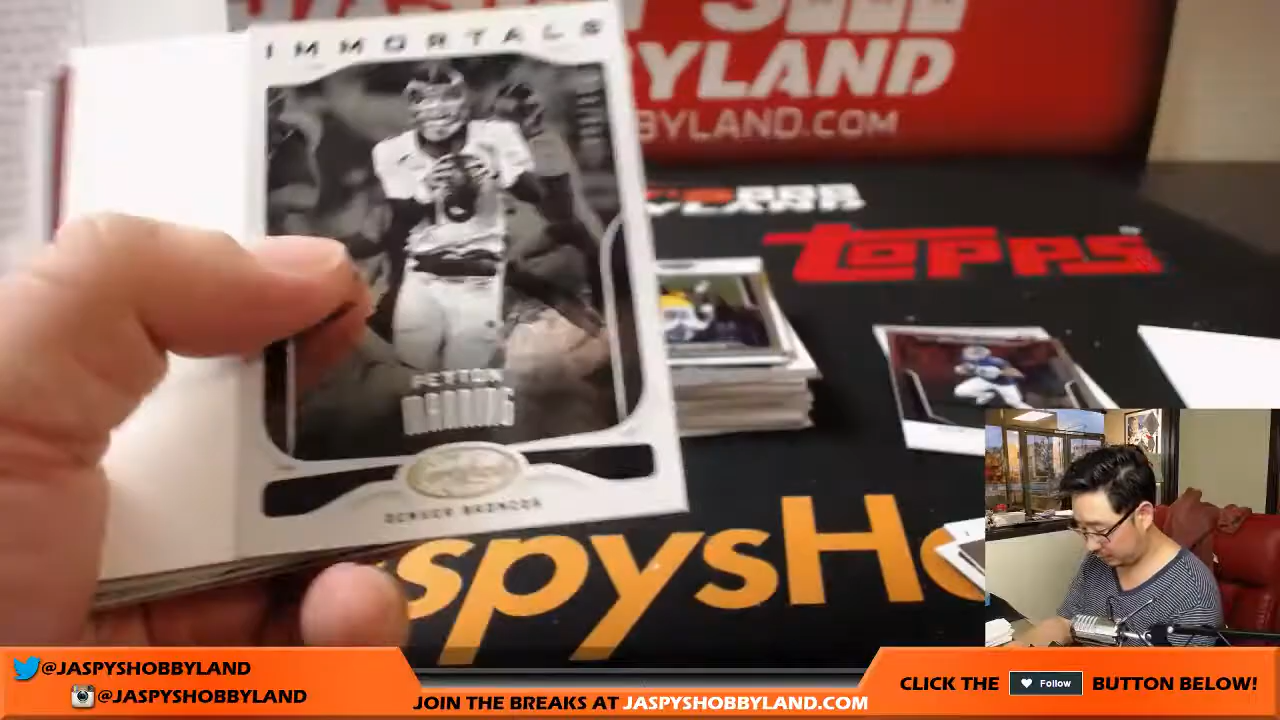 IMMORTALS
YLAND
BYLAND.COM
TOPPS
PEYTON
MANNING
DENVER BRONCOS
spysH
@JASPYSHOBBYLAND
@JASPYSHOBBYLAND
JOIN THE BREAKS AT JASPYSHOBBYLAND.COM
CLICK THE Follow BUTTON BELOW!